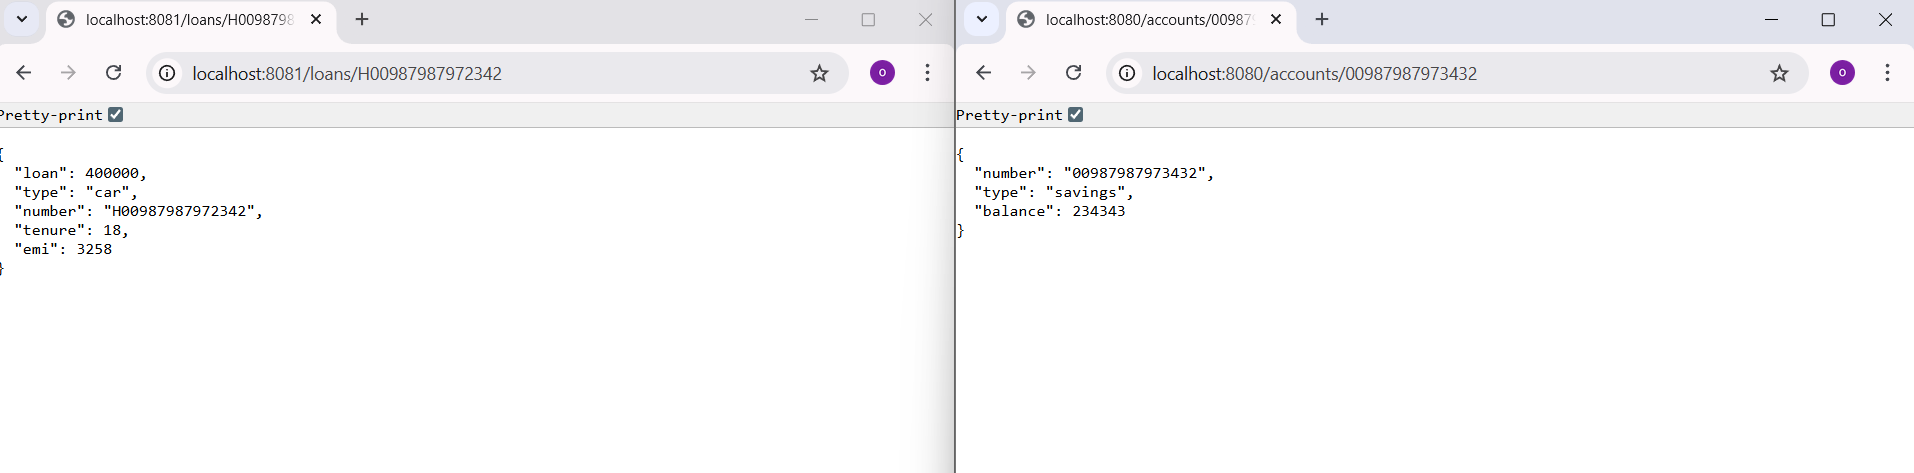 localhost:8081/loans/H0098798
localhost:8081/loans/H00987987972342
o
Pretty-print
{
"loan": 400000,
"type": "car",
"number": "H00987987972342",
"tenure": 18,
"emi": 3258
}
localhost:8080/accounts/00987
localhost:8080/accounts/00987987973432
o
Pretty-print
{
"number": "00987987973432",
"type": "savings",
"balance": 234343
}